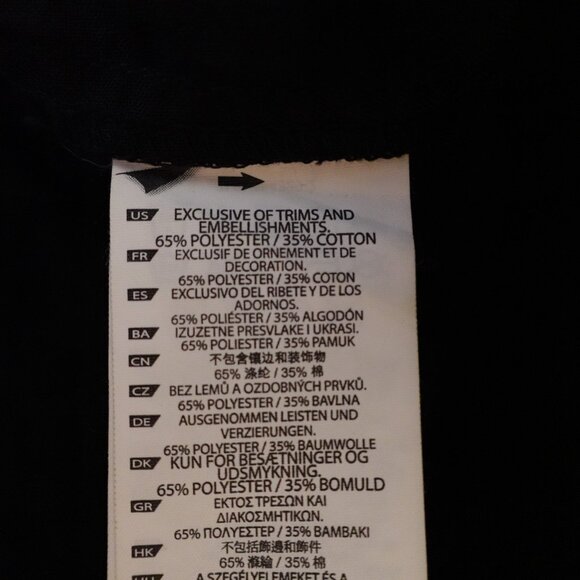 US EXCLUSIVE OF TRIMS AND
EMBELLISHMENTS.
65% POLYESTER / 35% COTTON
FR EXCLUSIF DE ORNEMENT ET DE
DECORATION.
65% POLYESTER / 35% COTON
ES EXCLUSIVO DEL RIBETE Y DE LOS
ADORNOS.
65% POLIÉSTER / 35% ALGODÓN
BA IZUZETNE PRESVLAKE I UKRASI.
65% POLIESTER / 35% PAMUK
CN 不包含镶边和装饰物
65% 涤纶 / 35% 棉
CZ BEZ LEMŮ A OZDOBNÝCH PRVKŮ.
65% POLYESTER / 35% BAVLNA
DE AUSGENOMMEN LEISTEN UND
VERZIERUNGEN.
65% POLYESTER / 35% BAUMWOLLE
DK KUN FOR BESÆTNINGER OG
UDSMYKNING.
65% POLYESTER / 35% BOMULD
GR ΕΚΤΟΣ ΤΡΕΣΩΝ ΚΑΙ
ΔΙΑΚΟΣΜΗΤΙΚΩΝ.
65% ΠΟΛΥΕΣΤΕΡ / 35% ΒΑΜΒΑΚΙ
HK 不包括飾邊和飾件
65% 滌綸 / 35% 棉
HU A SZEGÉLYELEMEKET ÉS A